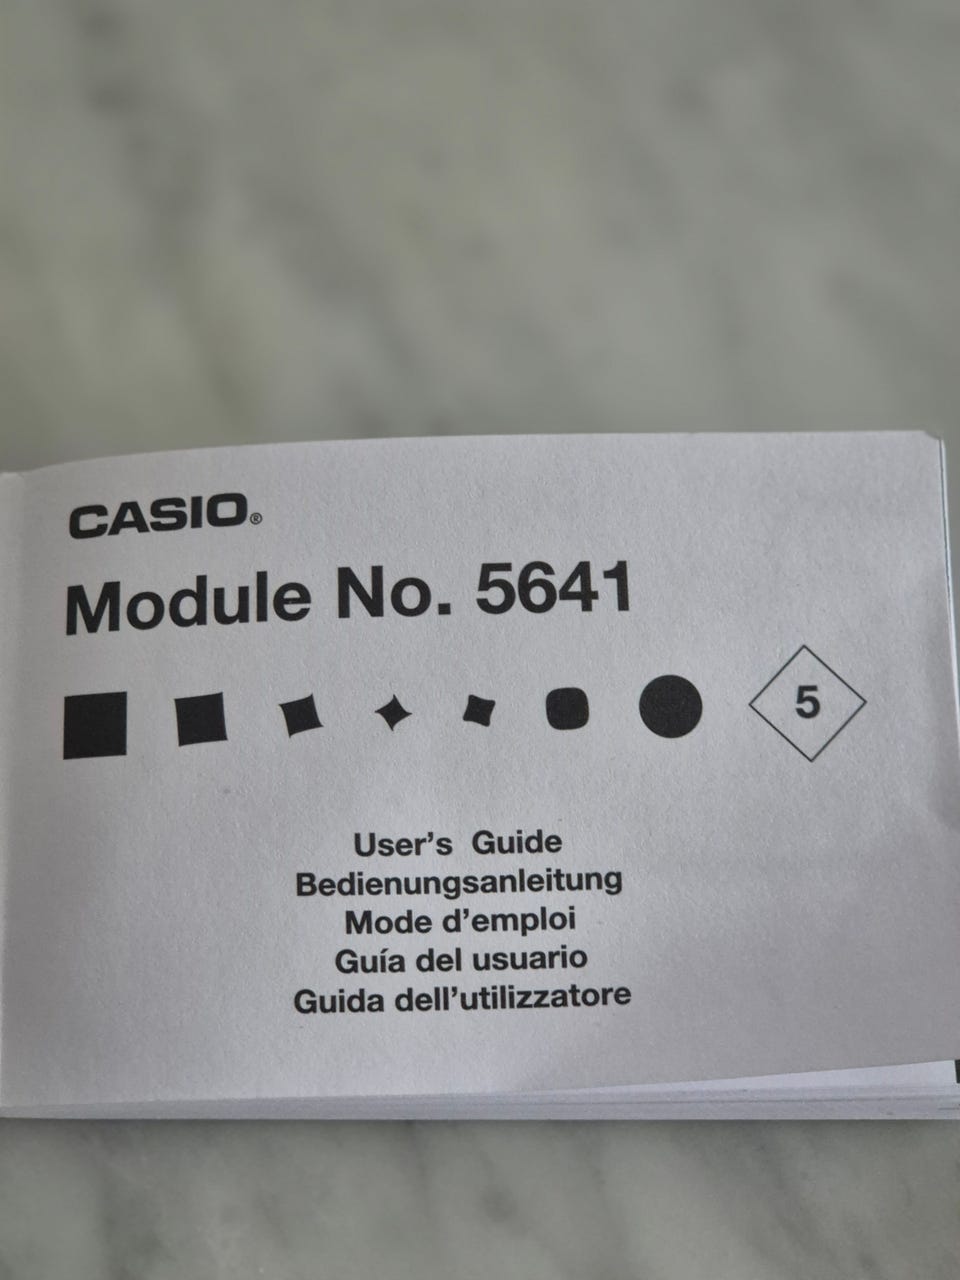 CASIO®
Module No. 5641
5
User's Guide
Bedienungsanleitung
Mode d'emploi
Guía del usuario
Guida dell'utilizzatore